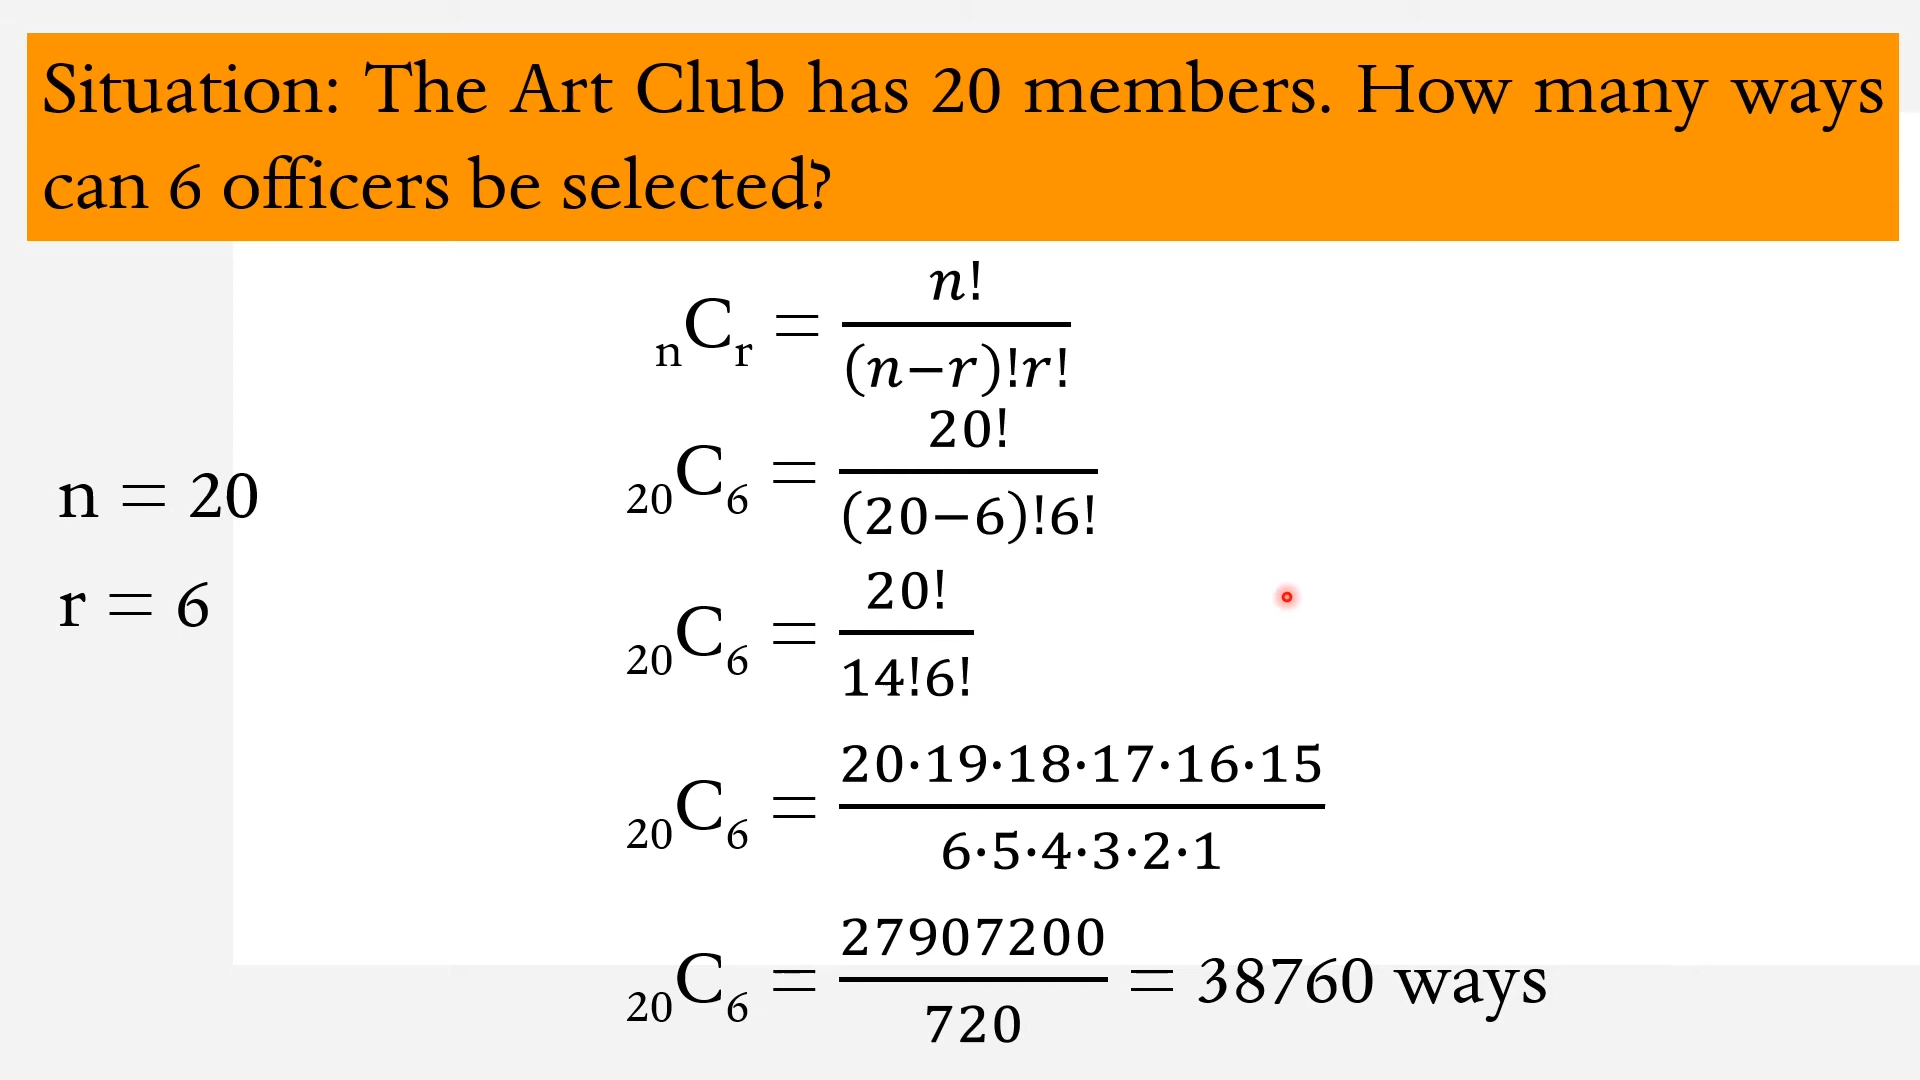 Situation: The Art Club has 20 members. How many ways
can 6 officers be selected?
n = 20
r = 6
ₙCᵣ = n! / (n−r)!r!
₂₀C₆ = 20! / (20−6)!6!
₂₀C₆ = 20! / 14!6!
₂₀C₆ = 20·19·18·17·16·15 / 6·5·4·3·2·1
₂₀C₆ = 27907200 / 720 = 38760 ways